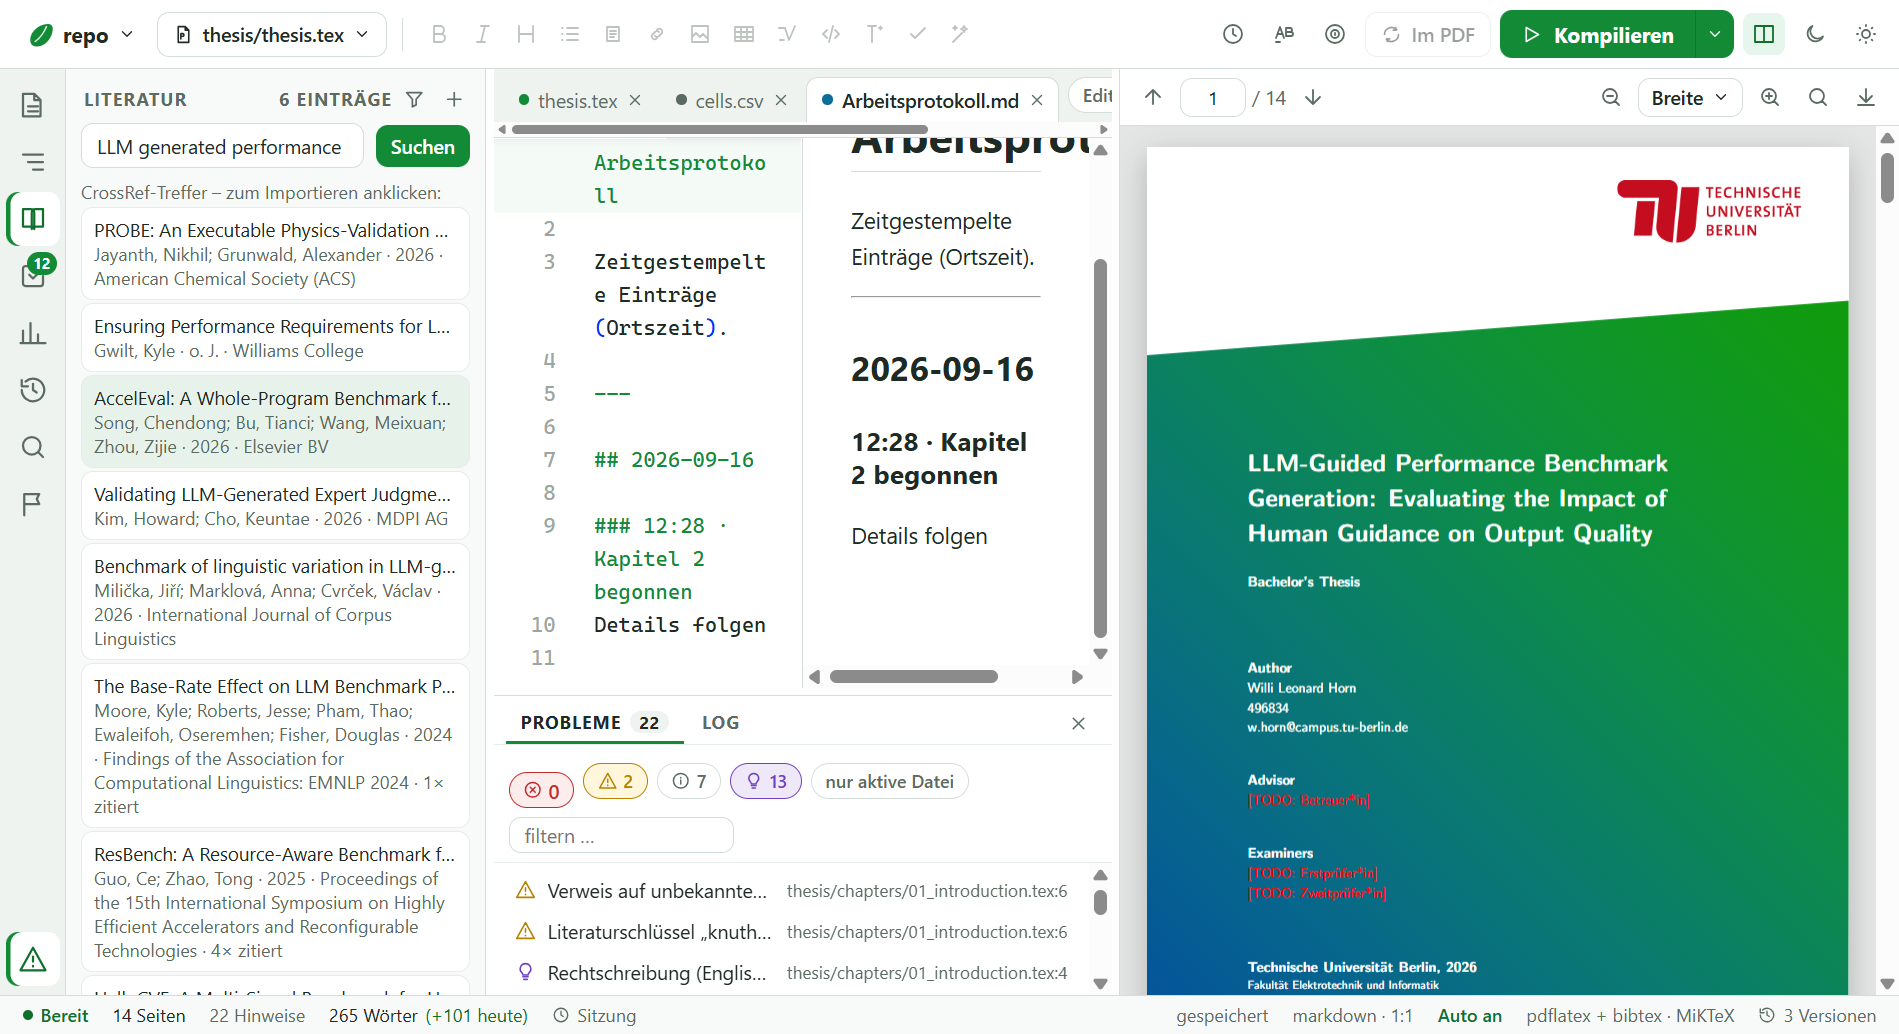 repo
thesis/thesis.tex
Im PDF
Kompilieren
LITERATUR
6 EINTRÄGE
LLM generated performance
Suchen
CrossRef-Treffer – zum Importieren anklicken:
PROBE: An Executable Physics-Validation ...
Jayanth, Nikhil; Grunwald, Alexander · 2026 ·
American Chemical Society (ACS)
Ensuring Performance Requirements for L...
Gwilt, Kyle · o. J. · Williams College
12
AccelEval: A Whole-Program Benchmark f...
Song, Chendong; Bu, Tianci; Wang, Meixuan;
Zhou, Zijie · 2026 · Elsevier BV
Validating LLM-Generated Expert Judgme...
Kim, Howard; Cho, Keuntae · 2026 · MDPI AG
Benchmark of linguistic variation in LLM-g...
Milička, Jiří; Marklová, Anna; Cvrček, Václav ·
2026 · International Journal of Corpus
Linguistics
The Base-Rate Effect on LLM Benchmark P...
Moore, Kyle; Roberts, Jesse; Pham, Thao;
Ewaleifoh, Oseremhen; Fisher, Douglas · 2024
· Findings of the Association for
Computational Linguistics: EMNLP 2024 · 1×
zitiert
ResBench: A Resource-Aware Benchmark f...
Guo, Ce; Zhao, Tong · 2025 · Proceedings of
the 15th International Symposium on Highly
Efficient Accelerators and Reconfigurable
Technologies · 4× zitiert
thesis.tex
cells.csv
Arbeitsprotokoll.md
Edit
Arbeitsprotoko
ll
2
3 Zeitgestempelt
e Einträge
(Ortszeit).
4
5 ---
6
7 ## 2026-09-16
8
9 ### 12:28 ·
Kapitel 2
begonnen
10 Details folgen
11
Arbeitsprot
Zeitgestempelte
Einträge (Ortszeit).
2026-09-16
12:28 · Kapitel
2 begonnen
Details folgen
PROBLEME 22
LOG
0
2
7
13
nur aktive Datei
filtern ...
Verweis auf unbekannte... thesis/chapters/01_introduction.tex:6
Literaturschlüssel „knuth... thesis/chapters/01_introduction.tex:6
Rechtschreibung (Englis... thesis/chapters/01_introduction.tex:4
1 / 14
Breite
TECHNISCHE
UNIVERSITÄT
BERLIN
LLM-Guided Performance Benchmark
Generation: Evaluating the Impact of
Human Guidance on Output Quality
Bachelor's Thesis
Author
Willi Leonard Horn
496834
w.horn@campus.tu-berlin.de
Advisor
[TODO: Betreuer*in]
Examiners
[TODO: Erstprüfer*in]
[TODO: Zweitprüfer*in]
Technische Universität Berlin, 2026
Fakultät Elektrotechnik und Informatik
Bereit
14 Seiten
22 Hinweise
265 Wörter (+101 heute)
Sitzung
gespeichert
markdown · 1:1
Auto an
pdflatex + bibtex · MiKTeX
3 Versionen